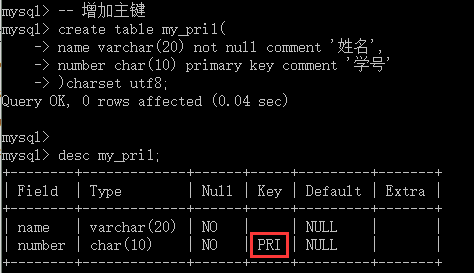 mysql> -- 增加主键
mysql> create table my_pri1(
    -> name varchar(20) not null comment '姓名',
    -> number char(10) primary key comment '学号'
    -> )charset utf8;
Query OK, 0 rows affected (0.04 sec)
mysql>
mysql> desc my_pri1;
+--------+-------------+------+-----+---------+-------+
| Field  | Type        | Null | Key | Default | Extra |
+--------+-------------+------+-----+---------+-------+
| name   | varchar(20) | NO   |     | NULL    |       |
| number | char(10)    | NO   | PRI | NULL    |       |
+--------+-------------+------+-----+---------+-------+